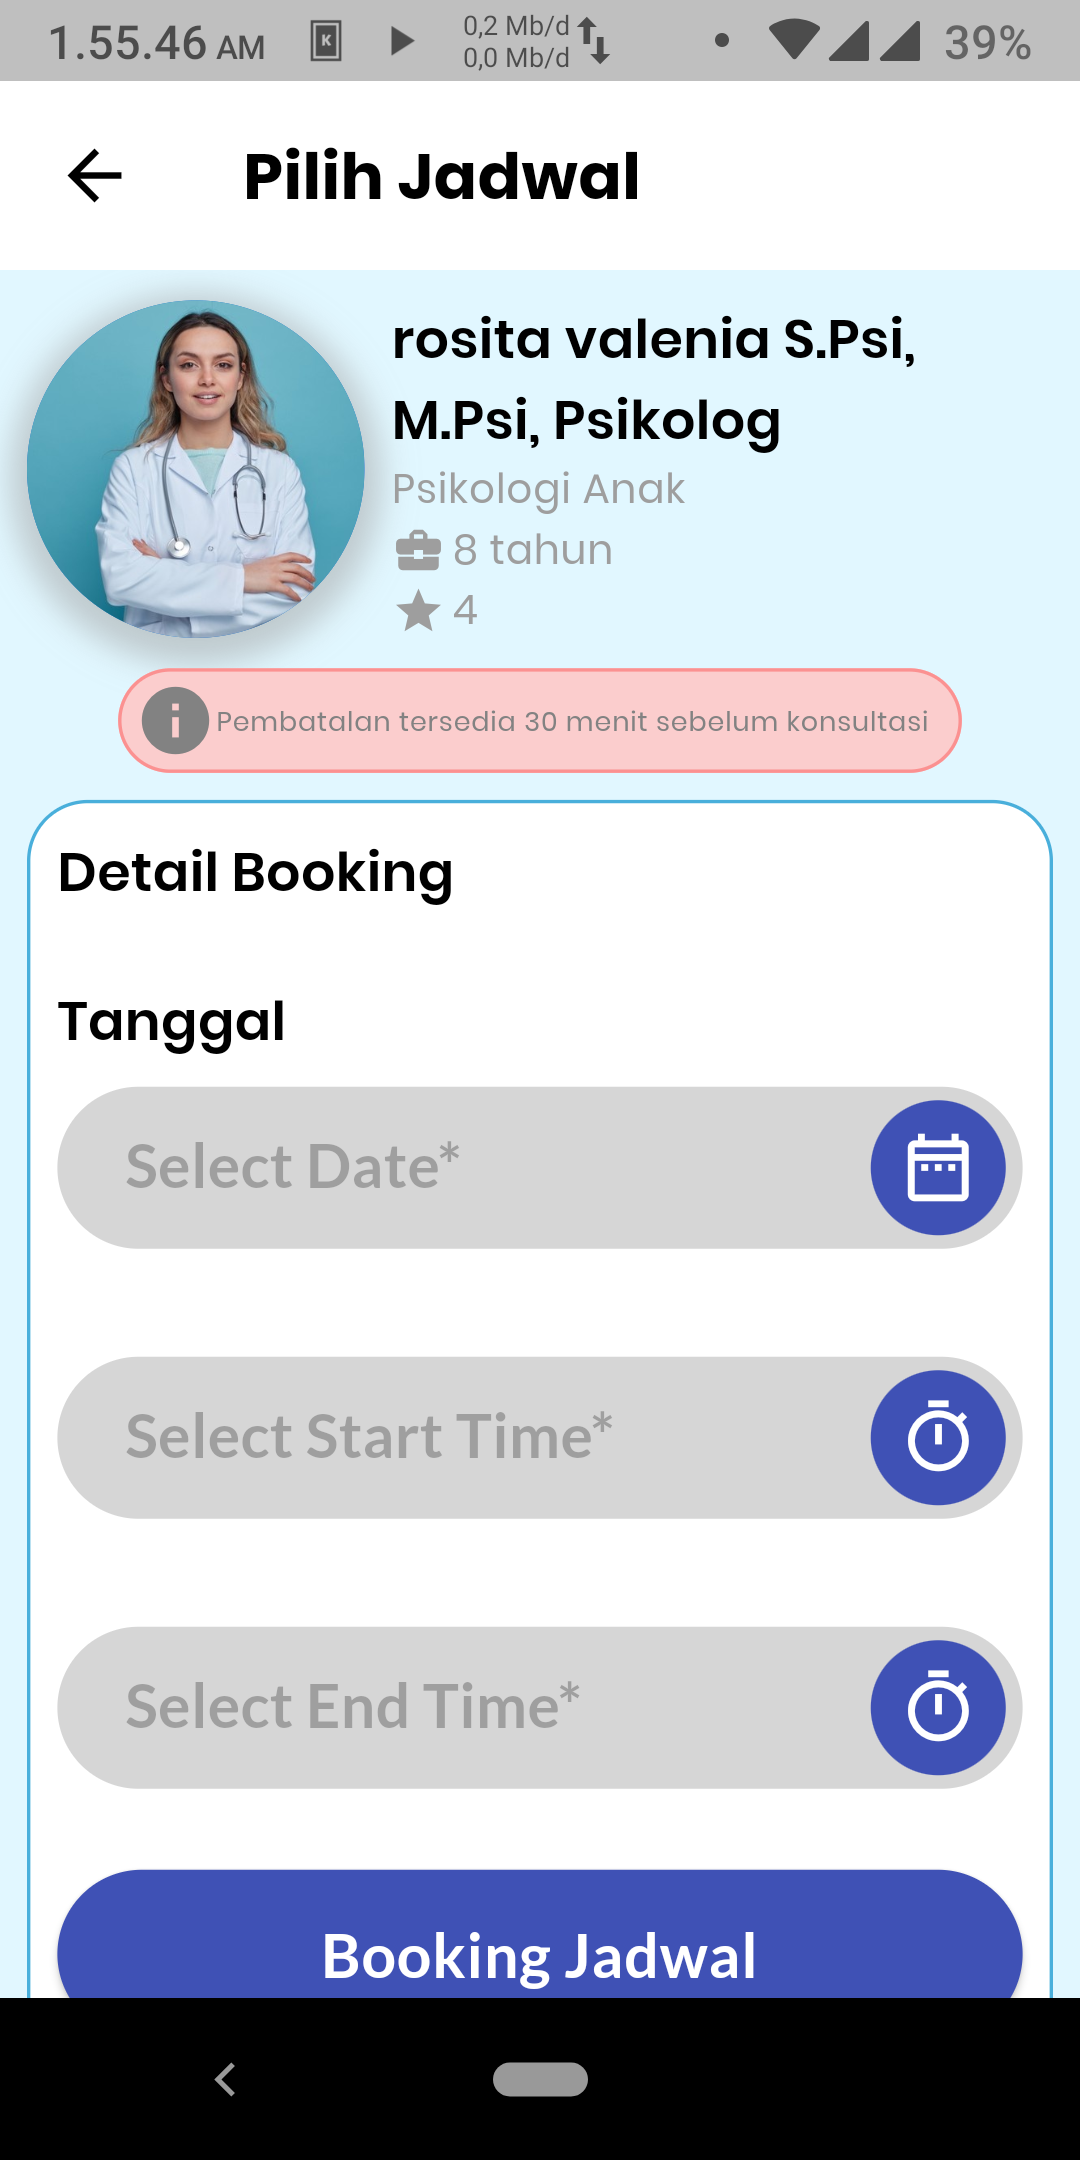 1.55.46 AM
0,2 Mb/d
0,0 Mb/d
39%
Pilih Jadwal
rosita valenia S.Psi,
M.Psi, Psikolog
Psikologi Anak
8 tahun
4
Pembatalan tersedia 30 menit sebelum konsultasi
Detail Booking
Tanggal
Select Date*
Select Start Time*
Select End Time*
Booking Jadwal